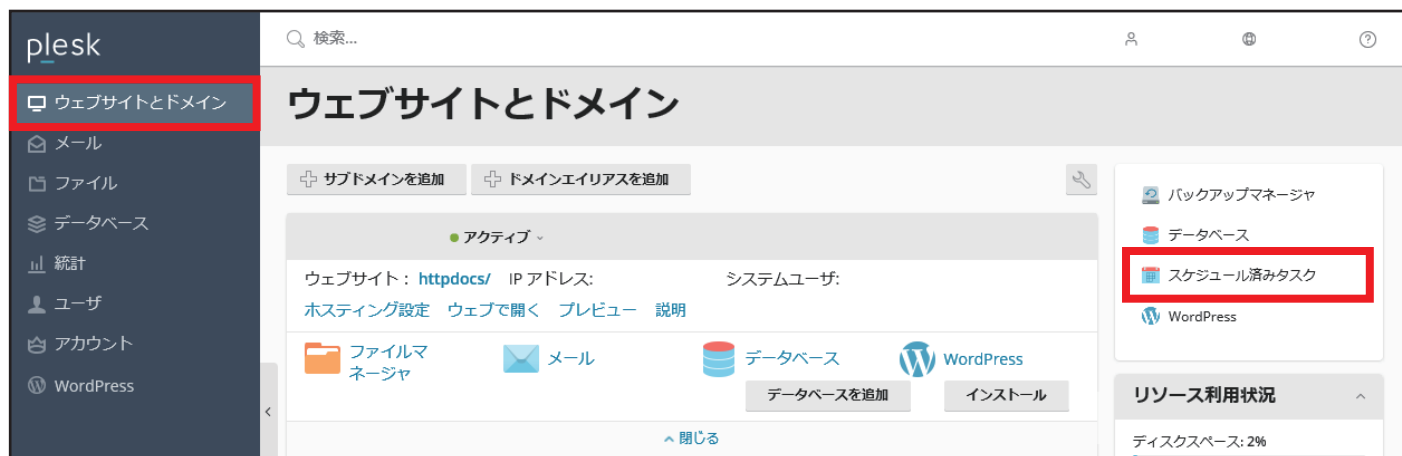 plesk
ウェブサイトとドメイン
メール
ファイル
データベース
統計
ユーザ
アカウント
WordPress
検索...
ウェブサイトとドメイン
サブドメインを追加 ドメインエイリアスを追加
アクティブ
ウェブサイト： httpdocs/ IP アドレス: システムユーザ:
ホスティング設定 ウェブで開く プレビュー 説明
ファイルマ
ネージャ
メール
データベース
データベースを追加
WordPress
インストール
閉じる
バックアップマネージャ
データベース
スケジュール済みタスク
WordPress
リソース利用状況
ディスクスペース: 2%